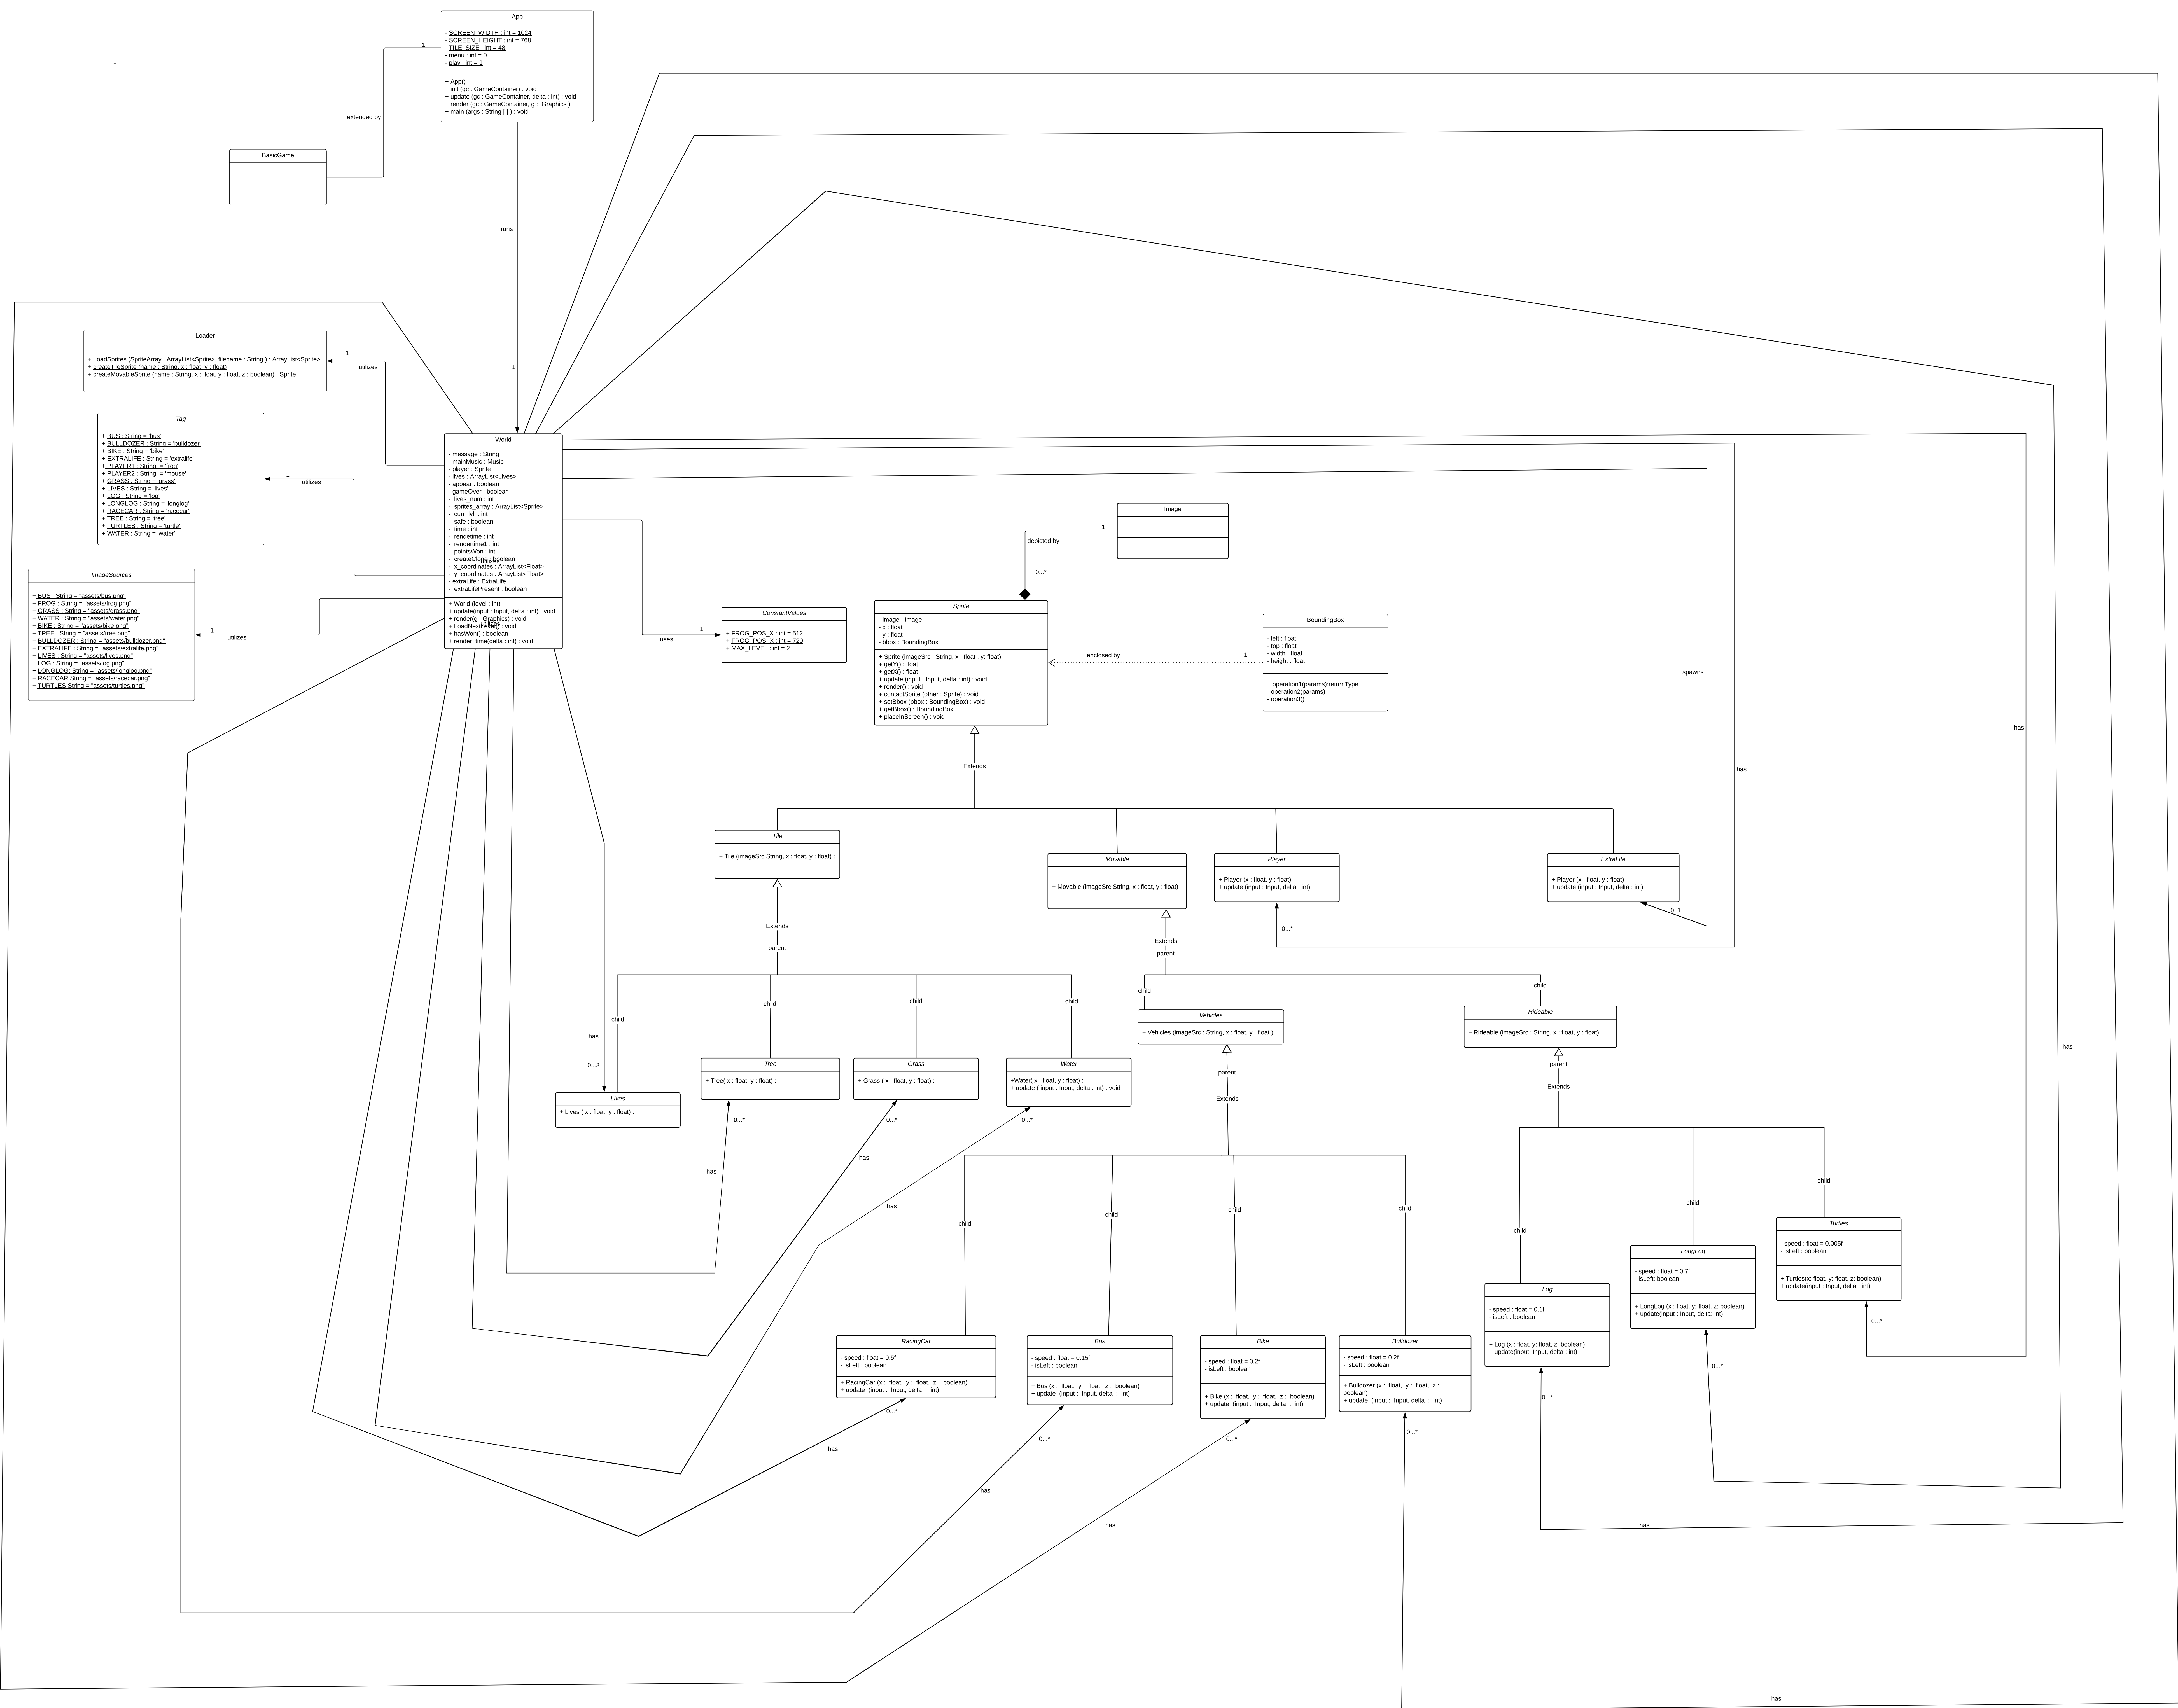 App
- SCREEN_WIDTH : int = 1024
- SCREEN_HEIGHT : int = 768
- TILE_SIZE : int = 48
- menu : int = 0
- play : int = 1
+ App()
+ init (gc : GameContainer) : void
+ update (gc : GameContainer, delta : int) : void
+ render (gc : GameContainer, g :  Graphics )
+ main (args : String [ ] ) : void
1
1
extended by
BasicGame
runs
1
Loader
+ LoadSprites (SpriteArray : ArrayList<Sprite>, filename : String ) : ArrayList<Sprite>
+ createTileSprite (name : String, x : float, y : float)
+ createMovableSprite (name : String, x : float, y : float, z : boolean) : Sprite
1
utilizes
Tag
+ BUS : String = 'bus'
+ BULLDOZER : String = 'bulldozer'
+ BIKE : String = 'bike'
+ EXTRALIFE : String = 'extralife'
+ PLAYER1 : String  = 'frog'
+ PLAYER2 : String  = 'mouse'
+ GRASS : String = 'grass'
+ LIVES : String = 'lives'
+ LOG : String = 'log'
+ LONGLOG : String = 'longlog'
+ RACECAR : String = 'racecar'
+ TREE : String = 'tree'
+ TURTLES : String = 'turtle'
+ WATER : String = 'water'
1
utilizes
ImageSources
+ BUS : String = "assets/bus.png"
+ FROG : String = "assets/frog.png"
+ GRASS : String = "assets/grass.png"
+ WATER : String = "assets/water.png"
+ BIKE : String = "assets/bike.png"
+ TREE : String = "assets/tree.png"
+ BULLDOZER : String = "assets/bulldozer.png"
+ EXTRALIFE : String = "assets/extralife.png"
+ LIVES : String = "assets/lives.png"
+ LOG : String = "assets/log.png"
+ LONGLOG: String = "assets/longlog.png"
+ RACECAR String = "assets/racecar.png"
+ TURTLES String = "assets/turtles.png"
1
utilizes
World
- message : String
- mainMusic : Music
- player : Sprite
- lives : ArrayList<Lives>
- appear : boolean
- gameOver : boolean
-  lives_num : int
-  sprites_array : ArrayList<Sprite>
-  curr_lvl  : int
-  safe : boolean
-  time : int
-  rendetime : int
-  rendertime1 : int
-  pointsWon : int
-  createClone : boolean
utilizes
-  x_coordinates : ArrayList<Float>
-  y_coordinates : ArrayList<Float>
- extraLife : ExtraLife
-  extraLifePresent : boolean
+ World (level : int)
+ update(input : Input, delta : int) : void
+ render(g : Graphics) : void
+ LoadNextLevel() : void
utilizes
+ hasWon() : boolean
+ render_time(delta : int) : void
uses
1
ConstantValues
+ FROG_POS_X : int = 512
+ FROG_POS_X : int = 720
+ MAX_LEVEL : int = 2
Image
1
depicted by
0...*
Sprite
- image : Image
- x : float
- y : float
- bbox : BoundingBox
+ Sprite (imageSrc : String, x : float , y: float)
+ getY() : float
+ getX() : float
+ update (input : Input, delta : int) : void
+ render() : void
+ contactSprite (other : Sprite) : void
+ setBbox (bbox : BoundingBox) : void
+ getBbox() : BoundingBox
+ placeInScreen() : void
enclosed by
1
BoundingBox
- left : float
- top : float
- width : float
- height : float
+ operation1(params):returnType
- operation2(params)
- operation3()
spawns
has
has
has
Extends
Tile
+ Tile (imageSrc String, x : float, y : float) :
Movable
+ Movable (imageSrc String, x : float, y : float)
Player
+ Player (x : float, y : float)
+ update (input : Input, delta : int)
0...*
ExtraLife
+ Player (x : float, y : float)
+ update (input : Input, delta : int)
0..1
Extends
parent
Extends
parent
child
child
child
child
child
child
has
0...3
Lives
+ Lives ( x : float, y : float) :
Tree
+ Tree( x : float, y : float) :
0...*
has
Grass
+ Grass ( x : float, y : float) :
0...*
has
Water
+Water( x : float, y : float) :
+ update ( input : Input, delta : int) : void
0...*
has
Vehicles
+ Vehicles (imageSrc : String, x : float, y : float )
parent
Extends
Rideable
+ Rideable (imageSrc : String, x : float, y : float)
parent
Extends
child
child
child
child
child
child
child
RacingCar
- speed : float = 0.5f
- isLeft : boolean
+ RacingCar (x :  float,  y :  float,  z :  boolean)
+ update  (input :  Input, delta  :  int)
0...*
has
Bus
- speed : float = 0.15f
- isLeft : boolean
+ Bus (x :  float,  y :  float,  z :  boolean)
+ update  (input :  Input, delta  :  int)
0...*
has
Bike
- speed : float = 0.2f
- isLeft : boolean
+ Bike (x :  float,  y :  float,  z :  boolean)
+ update  (input :  Input, delta  :  int)
0...*
has
Bulldozer
- speed : float = 0.2f
- isLeft : boolean
+ Bulldozer (x :  float,  y :  float,  z :
boolean)
+ update  (input :  Input, delta  :  int)
0...*
has
Log
- speed : float = 0.1f
- isLeft : boolean
+ Log (x : float, y: float, z: boolean)
+ update(input: Input, delta : int)
0...*
has
LongLog
- speed : float = 0.7f
- isLeft: boolean
+ LongLog (x : float, y: float, z: boolean)
+ update(input : Input, delta: int)
0...*
Turtles
- speed : float = 0.005f
- isLeft : boolean
+ Turtles(x: float, y: float, z: boolean)
+ update(input : Input, delta : int)
0...*